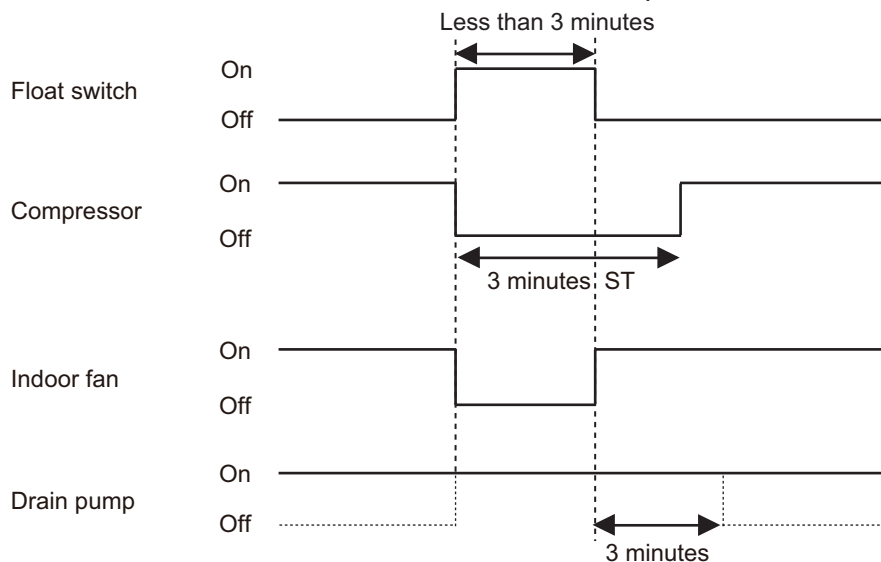 Less than 3 minutes
Float switch
On
Off
Compressor
On
Off
3 minutes ST
Indoor fan
On
Off
Drain pump
On
Off
3 minutes